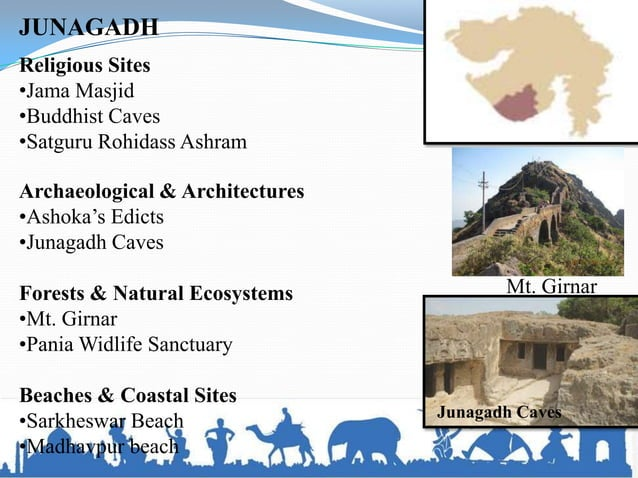 JUNAGADH
Religious Sites
•Jama Masjid
•Buddhist Caves
•Satguru Rohidass Ashram
Archaeological & Architectures
•Ashoka’s Edicts
•Junagadh Caves
Forests & Natural Ecosystems
•Mt. Girnar
•Pania Widlife Sanctuary
Beaches & Coastal Sites
•Sarkheswar Beach
•Madhavpur beach
Mt. Girnar
Junagadh Caves